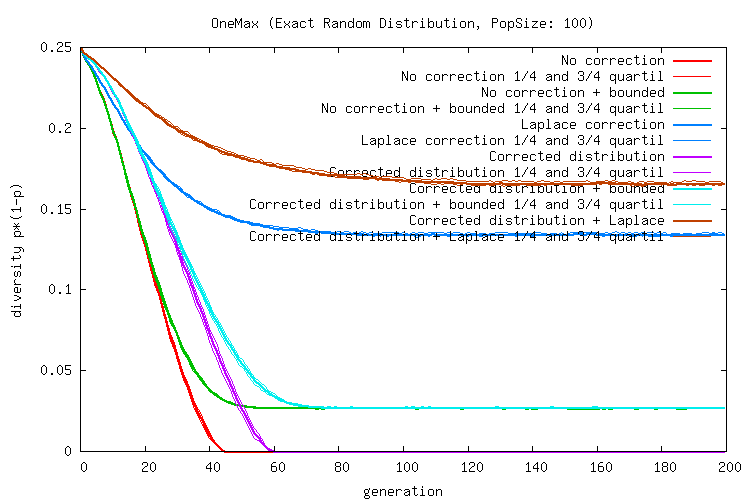 OneMax (Exact Random Distribution, PopSize: 100)
0.25
0.2
0.15
0.1
0.05
0
diversity p*(1-p)
No correction
No correction 1/4 and 3/4 quartil
No correction + bounded
No correction + bounded 1/4 and 3/4 quartil
Laplace correction
Laplace correction 1/4 and 3/4 quartil
Corrected distribution
Corrected distribution 1/4 and 3/4 quartil
Corrected distribution + bounded
Corrected distribution + bounded 1/4 and 3/4 quartil
Corrected distribution + Laplace
Corrected distribution + Laplace 1/4 and 3/4 quartil
0 20 40 60 80 100 120 140 160 180 200
generation